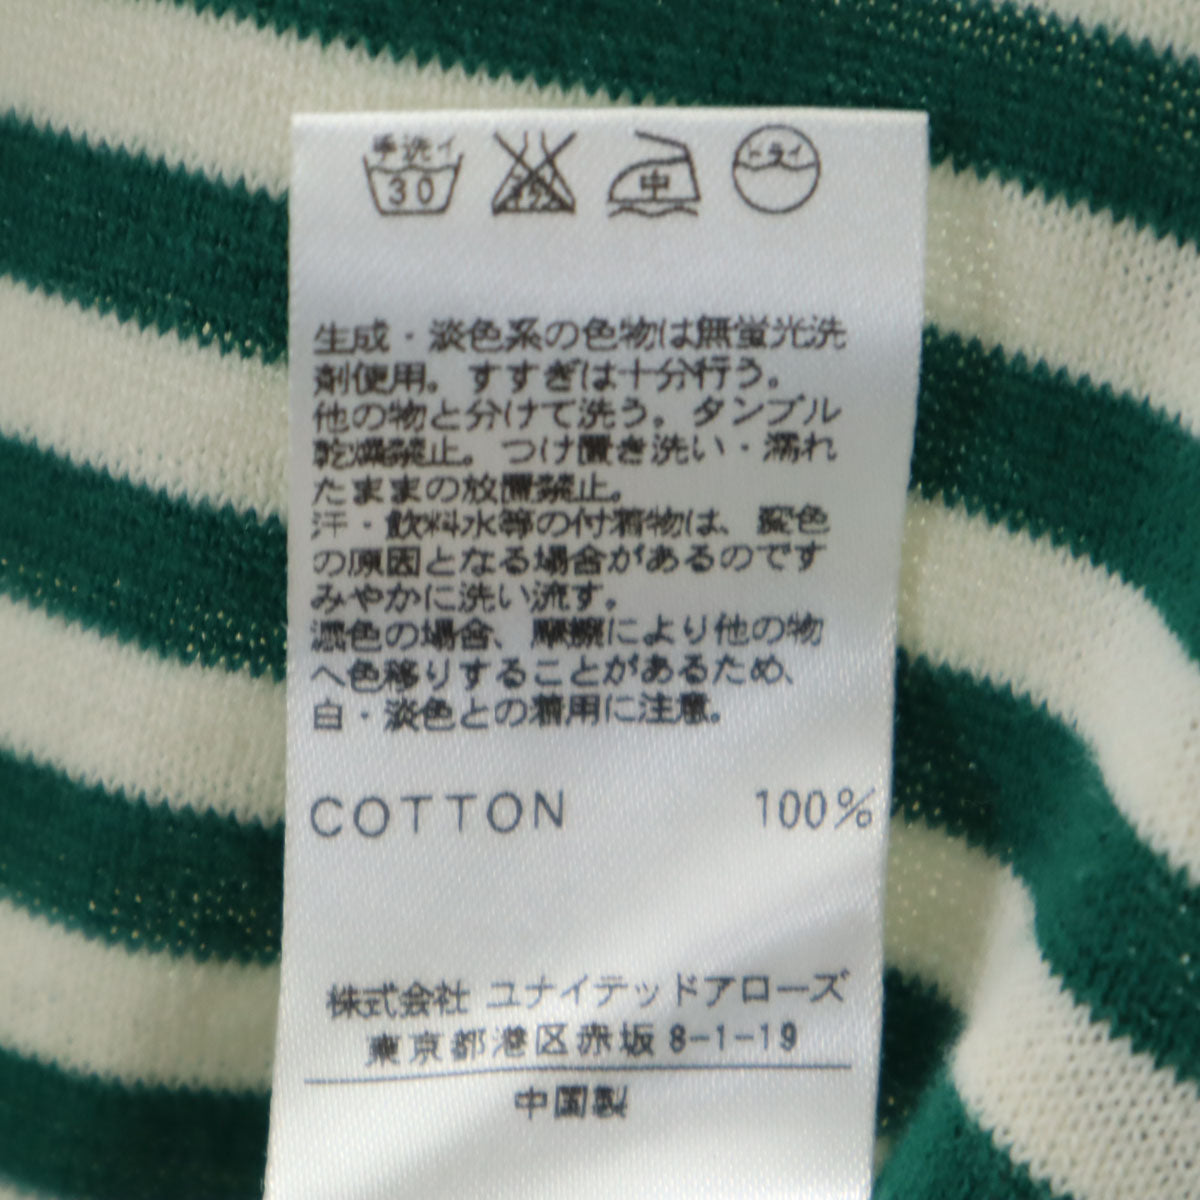 手洗イ 30 中 ドライ
生成・淡色系の色物は無蛍光洗
剤使用。すすぎは十分行う。
他の物と分けて洗う。タンブル
乾燥禁止。つけ置き洗い・濡れ
たままの放置禁止。
汗・飲料水等の付着物は、変色
の原因となる場合があるのです
みやかに洗い流す。
濃色の場合、摩擦により他の物
へ色移りすることがあるため、
白・淡色との着用に注意。
COTTON 100%
株式会社 ユナイテッドアローズ
東京都港区赤坂8-1-19
中国製